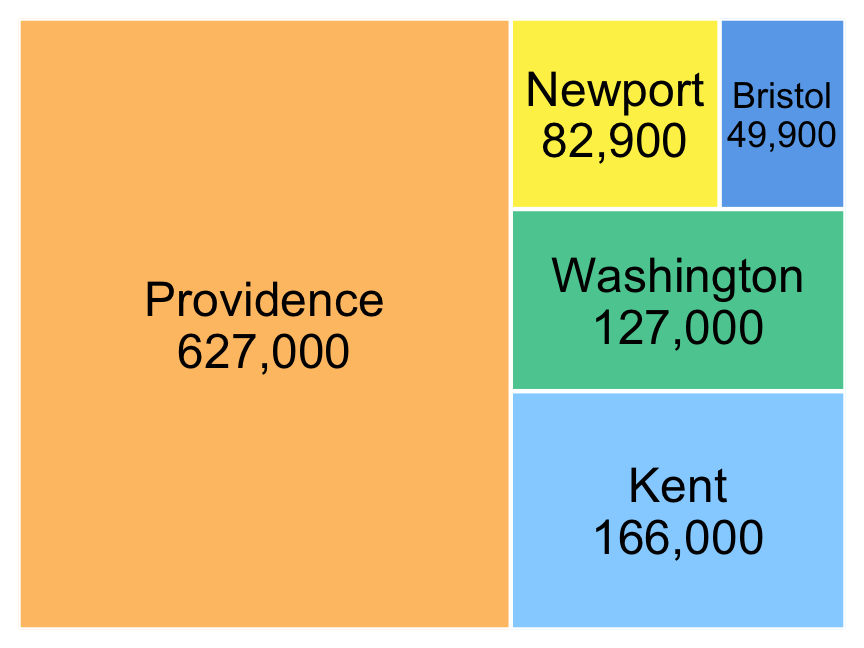 Providence
627,000
Newport
82,900
Bristol
49,900
Washington
127,000
Kent
166,000